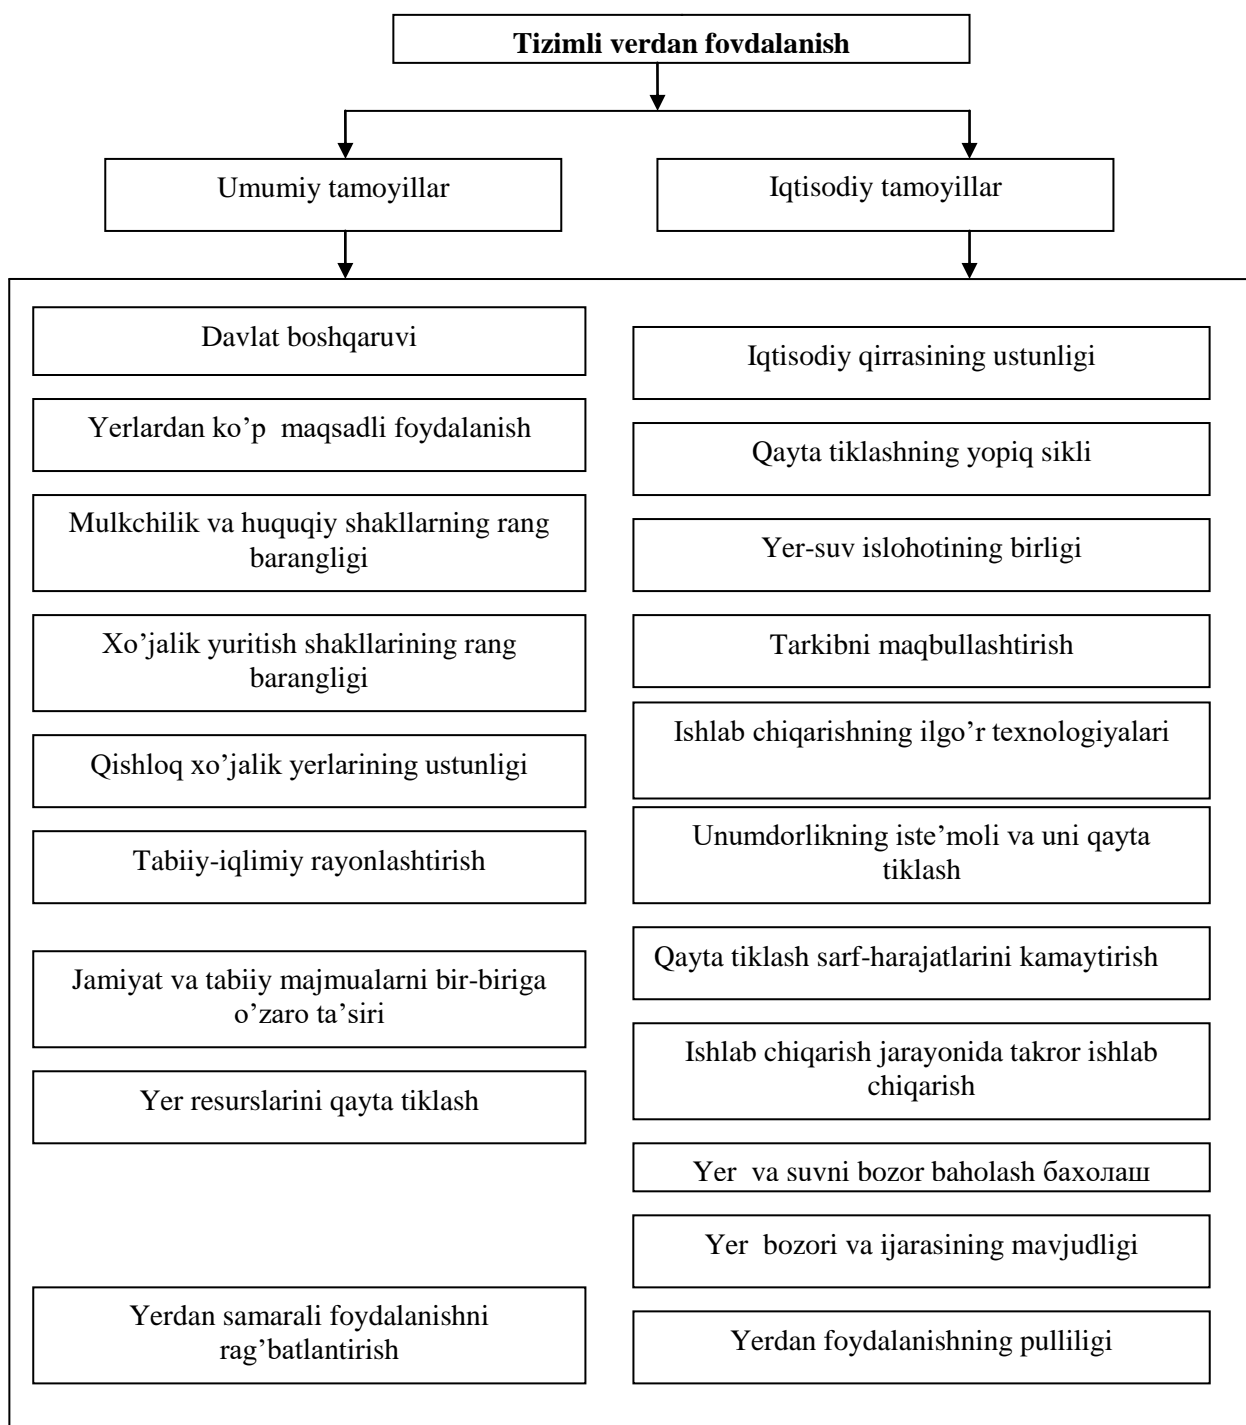 Tizimli verdan fovdalanish
Umumiy tamoyillar
Iqtisodiy tamoyillar
Davlat boshqaruvi
Yerlardan ko’p maqsadli foydalanish
Mulkchilik va huquqiy shakllarning rang
barangligi
Xo’jalik yuritish shakllarining rang
barangligi
Qishloq xo’jalik yerlarining ustunligi
Tabiiy-iqlimiy rayonlashtirish
Jamiyat va tabiiy majmualarni bir-biriga
o’zaro ta’siri
Yer resurslarini qayta tiklash
Yerdan samarali foydalanishni
rag’batlantirish
Iqtisodiy qirrasining ustunligi
Qayta tiklashning yopiq sikli
Yer-suv islohotining birligi
Tarkibni maqbullashtirish
Ishlab chiqarishning ilgo’r texnologiyalari
Unumdorlikning iste’moli va uni qayta
tiklash
Qayta tiklash sarf-harajatlarini kamaytirish
Ishlab chiqarish jarayonida takror ishlab
chiqarish
Yer va suvni bozor baholash бахолаш
Yer bozori va ijarasining mavjudligi
Yerdan foydalanishning pulliligi